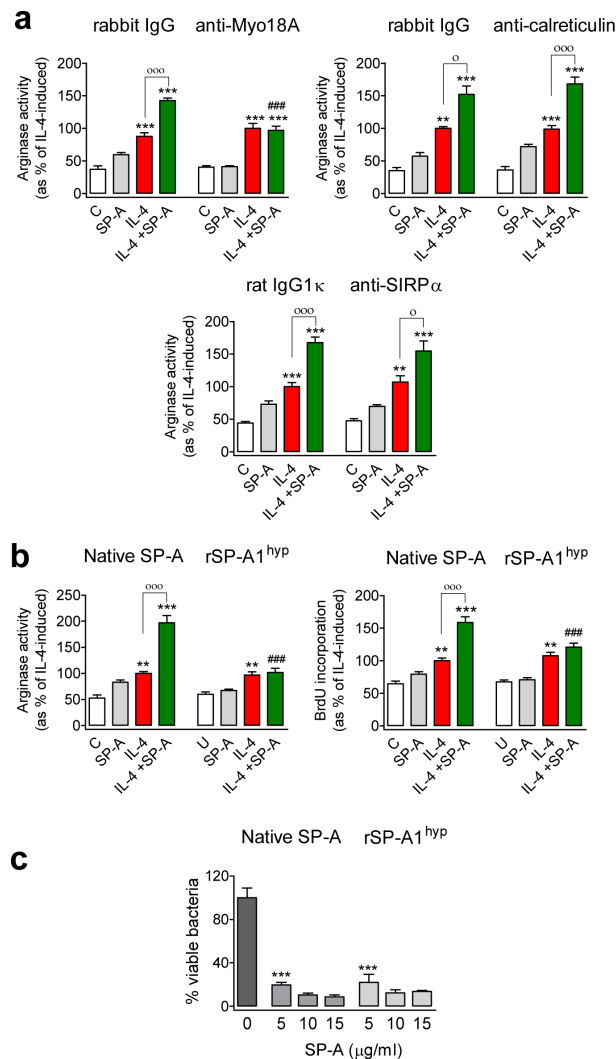 a
rabbit IgG anti-Myo18A
Arginase activity
(as % of IL-4-induced)
200
150
100
50
0
ooo
***
***
***
###
***
C
SP-A
IL-4
IL-4 +SP-A
C
SP-A
IL-4
IL-4 +SP-A
rabbit IgG anti-calreticulin
Arginase activity
(as % of IL-4-induced)
200
150
100
50
0
o
**
***
ooo
***
***
C
SP-A
IL-4
IL-4 +SP-A
C
SP-A
IL-4
IL-4 +SP-A
rat IgG1κ anti-SIRPα
Arginase activity
(as % of IL-4-induced)
200
150
100
50
0
ooo
***
***
o
**
***
C
SP-A
IL-4
IL-4 +SP-A
C
SP-A
IL-4
IL-4 +SP-A
b
Native SP-A rSP-A1hyp
Arginase activity
(as % of IL-4-induced)
250
200
150
100
50
0
ooo
**
***
**
###
C
SP-A
IL-4
IL-4 +SP-A
U
SP-A
IL-4
IL-4 +SP-A
Native SP-A rSP-A1hyp
BrdU incorporation
(as % of IL-4-induced)
200
150
100
50
0
ooo
**
***
**
###
C
SP-A
IL-4
IL-4 +SP-A
U
SP-A
IL-4
IL-4 +SP-A
c
Native SP-A rSP-A1hyp
% viable bacteria
120
80
40
0
***
***
0 5 10 15 5 10 15
SP-A (μg/ml)